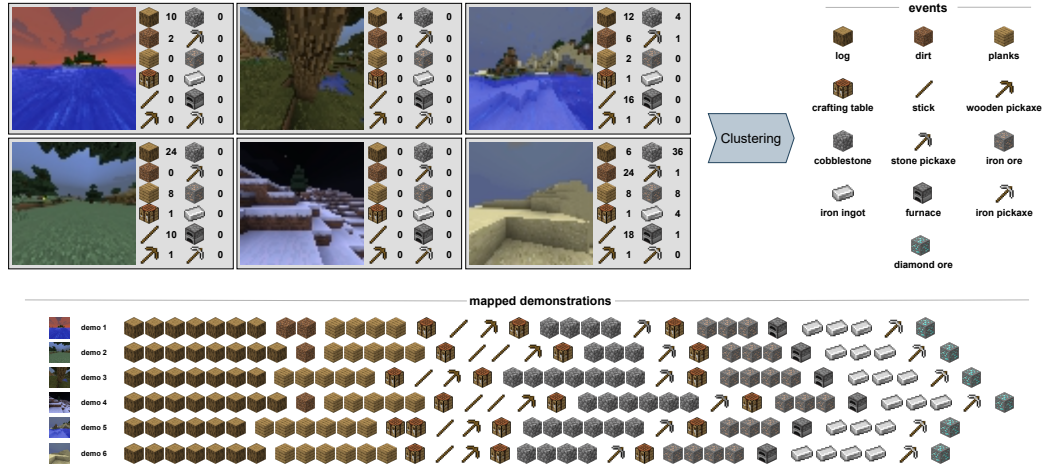 10 0
2 0
0 0
0 0
0 0
0 0
4 0
0 0
0 0
0 0
0 0
0 0
12 4
6 1
2 0
1 0
16 0
1 0
24 0
0 0
8 0
1 0
10 0
1 0
0 0
0 0
0 0
0 0
0 0
0 0
6 36
24 1
8 8
1 4
18 1
1 0
Clustering
events
log dirt planks
crafting table stick wooden pickaxe
cobblestone stone pickaxe iron ore
iron ingot furnace iron pickaxe
diamond ore
mapped demonstrations
demo 1
demo 2
demo 3
demo 4
demo 5
demo 6